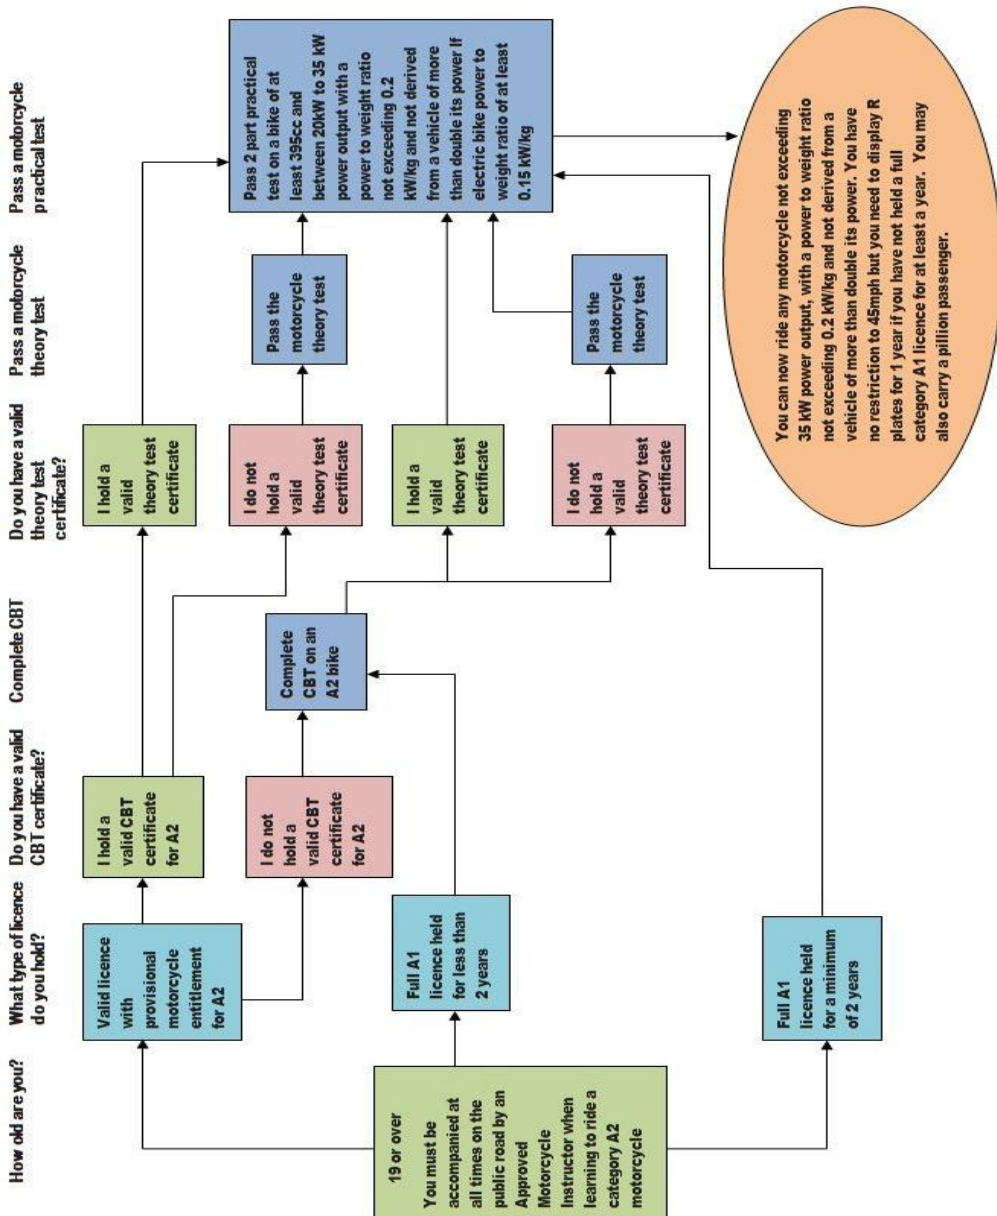 How old are you?
What type of licence
do you hold?
Do you have a valid
CBT certificate?
Complete CBT
Do you have a valid
theory test
certificate?
Pass a motorcycle
theory test
Pass a motorcycle
practical test
19 or over
You must be
accompanied at
all times on the
public road by an
Approved
Motorcycle
Instructor when
learning to ride a
category A2
motorcycle
Valid licence
with
provisional
motorcycle
entitlement
for A2
Full A1
licence held
for less than
2 years
Full A1
licence held
for a minimum
of 2 years
I hold a
valid CBT
certificate
for A2
I do not
hold a
valid CBT
certificate
for A2
Complete
CBT on an
A2 bike
I hold a
valid
theory test
certificate
I do not
hold a
valid
theory test
certificate
I hold a
valid
theory test
certificate
I do not
hold a
valid
theory test
certificate
Pass the
motorcycle
theory test
Pass the
motorcycle
theory test
Pass 2 part practical
test on a bike of at
least 395cc and
between 20kW to 35 kW
power output with a
power to weight ratio
not exceeding 0.2
kW/kg and not derived
from a vehicle of more
than double its power If
electric bike power to
weight ratio of at least
0.15 kW/kg
You can now ride any motorcycle not exceeding
35 kW power output, with a power to weight ratio
not exceeding 0.2 kW/kg and not derived from a
vehicle of more than double its power. You have
no restriction to 45mph but you need to display R
plates for 1 year if you have not held a full
category A1 licence for at least a year.  You may
also carry a pillion passenger.